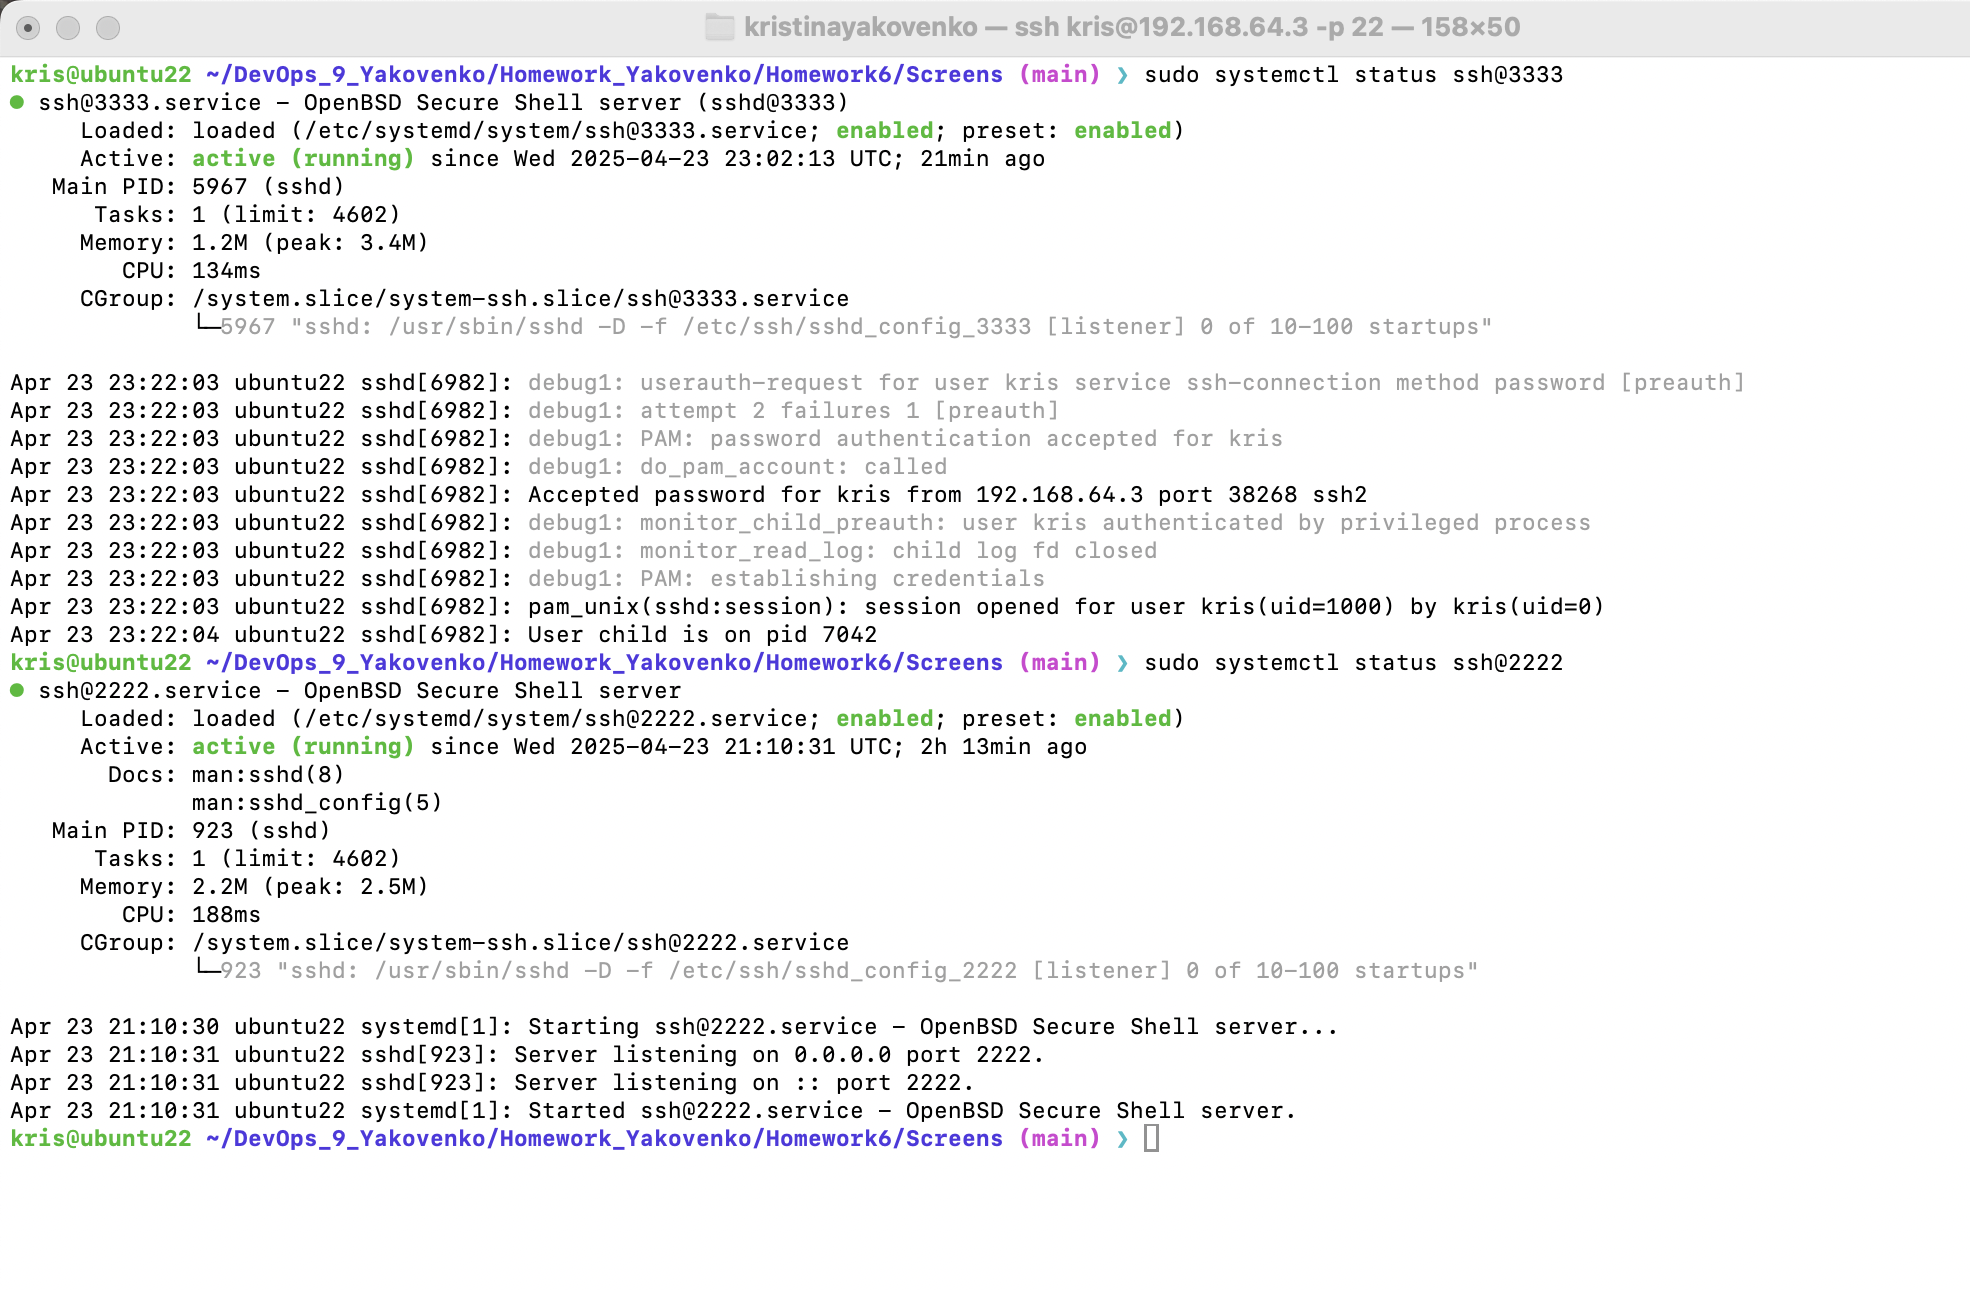 kristinayakovenko — ssh kris@192.168.64.3 -p 22 — 158×50
kris@ubuntu22 ~/DevOps_9_Yakovenko/Homework_Yakovenko/Homework6/Screens (main) ❯ sudo systemctl status ssh@3333
● ssh@3333.service – OpenBSD Secure Shell server (sshd@3333)
     Loaded: loaded (/etc/systemd/system/ssh@3333.service; enabled; preset: enabled)
     Active: active (running) since Wed 2025-04-23 23:02:13 UTC; 21min ago
   Main PID: 5967 (sshd)
      Tasks: 1 (limit: 4602)
     Memory: 1.2M (peak: 3.4M)
        CPU: 134ms
     CGroup: /system.slice/system-ssh.slice/ssh@3333.service
             └─5967 "sshd: /usr/sbin/sshd -D -f /etc/ssh/sshd_config_3333 [listener] 0 of 10-100 startups"

Apr 23 23:22:03 ubuntu22 sshd[6982]: debug1: userauth-request for user kris service ssh-connection method password [preauth]
Apr 23 23:22:03 ubuntu22 sshd[6982]: debug1: attempt 2 failures 1 [preauth]
Apr 23 23:22:03 ubuntu22 sshd[6982]: debug1: PAM: password authentication accepted for kris
Apr 23 23:22:03 ubuntu22 sshd[6982]: debug1: do_pam_account: called
Apr 23 23:22:03 ubuntu22 sshd[6982]: Accepted password for kris from 192.168.64.3 port 38268 ssh2
Apr 23 23:22:03 ubuntu22 sshd[6982]: debug1: monitor_child_preauth: user kris authenticated by privileged process
Apr 23 23:22:03 ubuntu22 sshd[6982]: debug1: monitor_read_log: child log fd closed
Apr 23 23:22:03 ubuntu22 sshd[6982]: debug1: PAM: establishing credentials
Apr 23 23:22:03 ubuntu22 sshd[6982]: pam_unix(sshd:session): session opened for user kris(uid=1000) by kris(uid=0)
Apr 23 23:22:04 ubuntu22 sshd[6982]: User child is on pid 7042
kris@ubuntu22 ~/DevOps_9_Yakovenko/Homework_Yakovenko/Homework6/Screens (main) ❯ sudo systemctl status ssh@2222
● ssh@2222.service – OpenBSD Secure Shell server
     Loaded: loaded (/etc/systemd/system/ssh@2222.service; enabled; preset: enabled)
     Active: active (running) since Wed 2025-04-23 21:10:31 UTC; 2h 13min ago
       Docs: man:sshd(8)
             man:sshd_config(5)
   Main PID: 923 (sshd)
      Tasks: 1 (limit: 4602)
     Memory: 2.2M (peak: 2.5M)
        CPU: 188ms
     CGroup: /system.slice/system-ssh.slice/ssh@2222.service
             └─923 "sshd: /usr/sbin/sshd -D -f /etc/ssh/sshd_config_2222 [listener] 0 of 10-100 startups"

Apr 23 21:10:30 ubuntu22 systemd[1]: Starting ssh@2222.service – OpenBSD Secure Shell server...
Apr 23 21:10:31 ubuntu22 sshd[923]: Server listening on 0.0.0.0 port 2222.
Apr 23 21:10:31 ubuntu22 sshd[923]: Server listening on :: port 2222.
Apr 23 21:10:31 ubuntu22 systemd[1]: Started ssh@2222.service – OpenBSD Secure Shell server.
kris@ubuntu22 ~/DevOps_9_Yakovenko/Homework_Yakovenko/Homework6/Screens (main) ❯